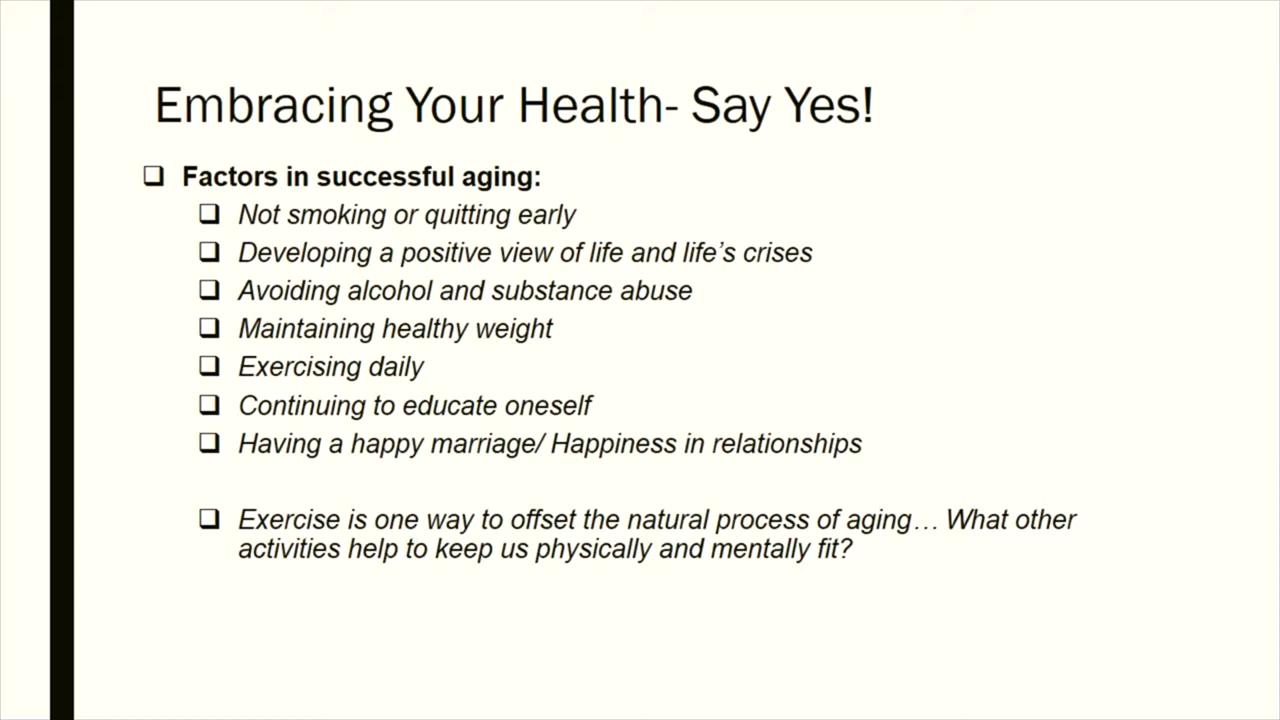 Embracing Your Health- Say Yes!
Factors in successful aging:
Not smoking or quitting early
Developing a positive view of life and life’s crises
Avoiding alcohol and substance abuse
Maintaining healthy weight
Exercising daily
Continuing to educate oneself
Having a happy marriage/ Happiness in relationships
Exercise is one way to offset the natural process of aging… What other
activities help to keep us physically and mentally fit?